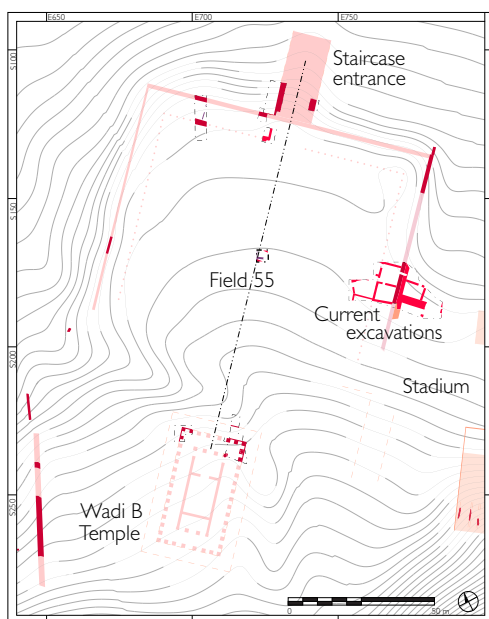 E650
E700
E750
S100
Staircase
entrance
S150
Field 55
Current
excavations
S200
Stadium
S250
Wadi B
Temple
0
50 m